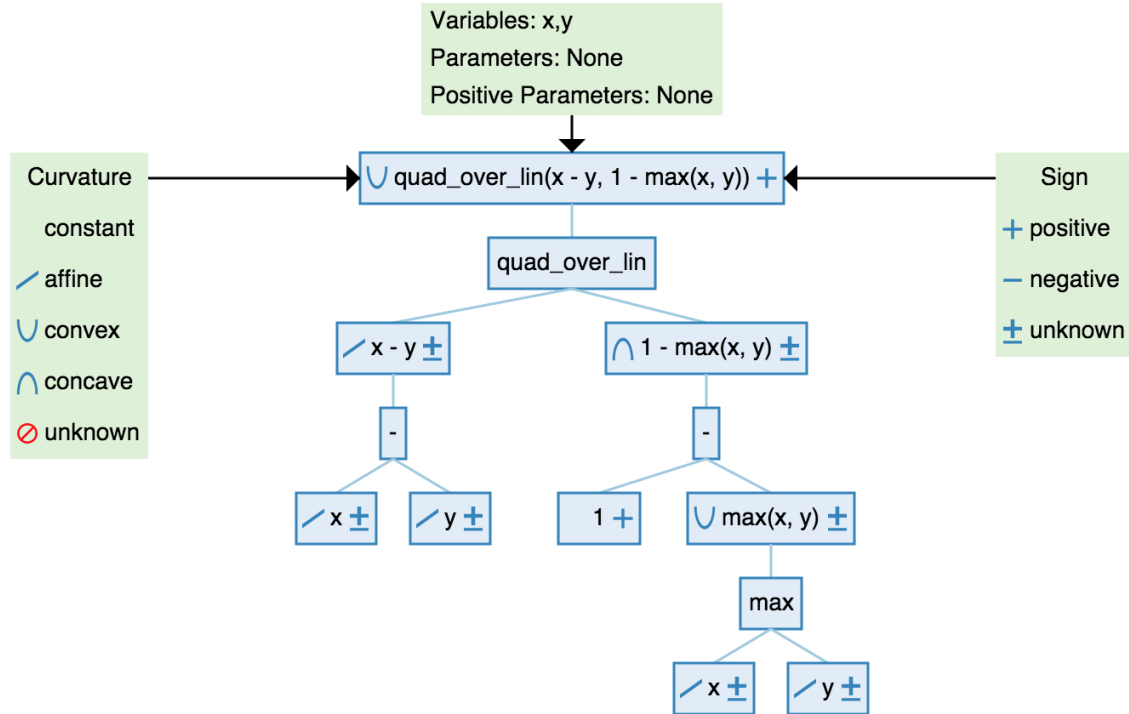 Variables: x,y
Parameters: None
Positive Parameters: None
Curvature
constant
affine
convex
concave
unknown
quad_over_lin(x - y, 1 - max(x, y)) +
Sign
+ positive
- negative
± unknown
quad_over_lin
x - y ±
1 - max(x, y) ±
-
-
x ±
y ±
1 +
max(x, y) ±
max
x ±
y ±